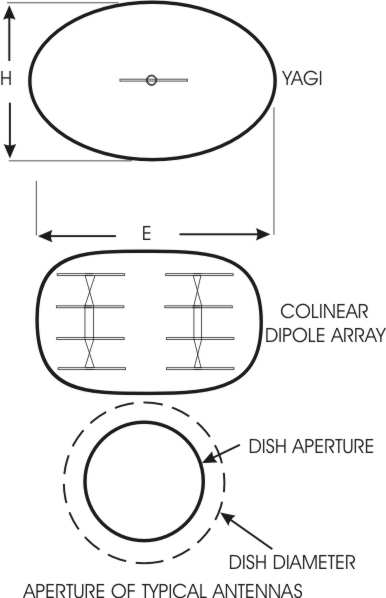 H
YAGI
E
COLINEAR
DIPOLE ARRAY
DISH APERTURE
DISH DIAMETER
APERTURE OF TYPICAL ANTENNAS